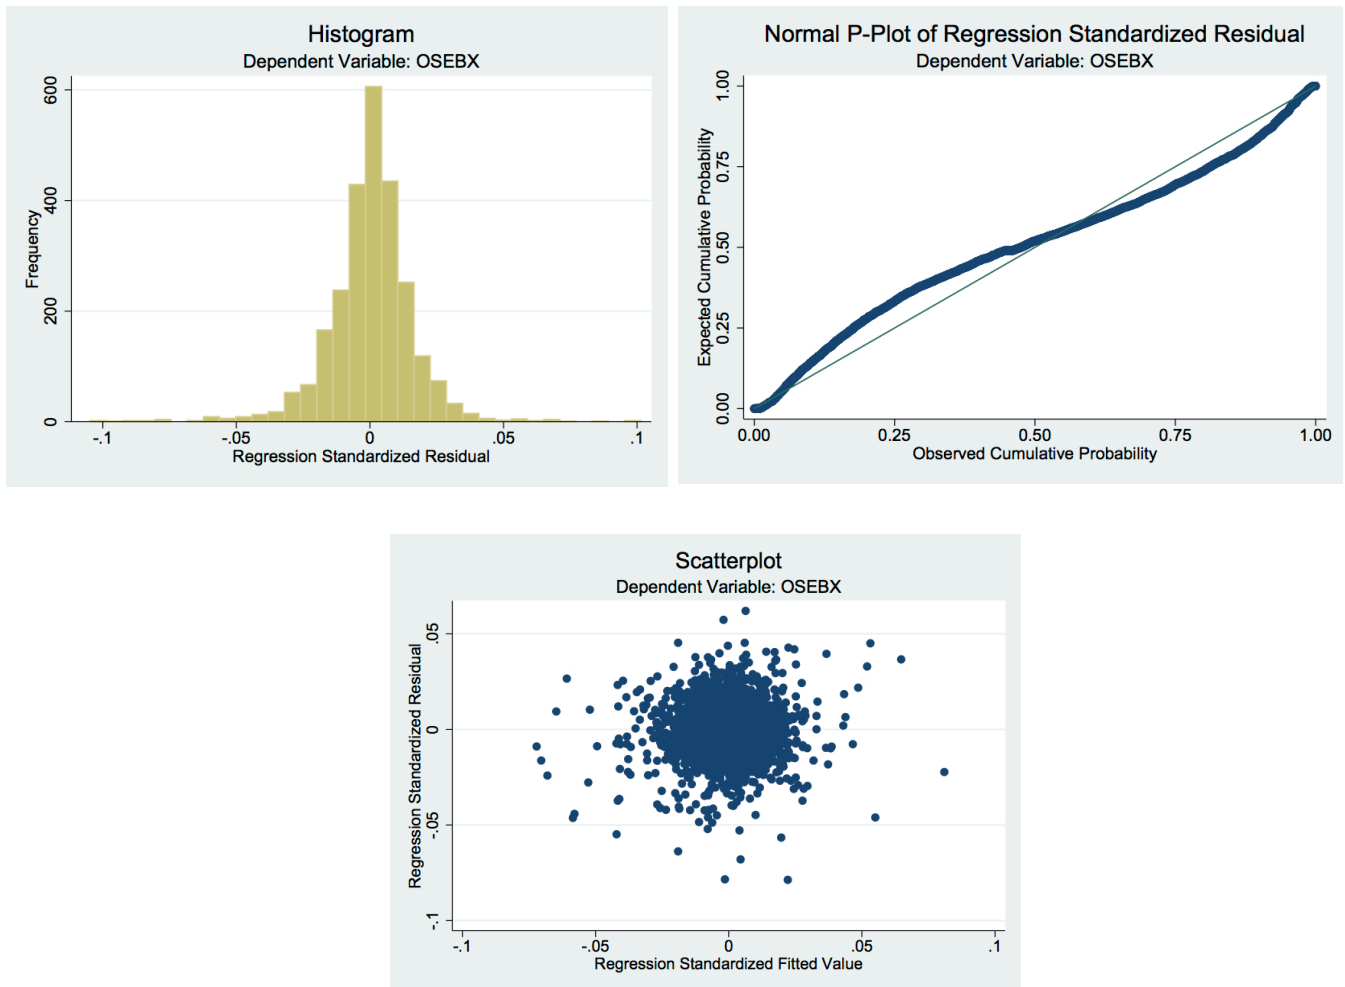 Histogram
Dependent Variable: OSEBX
Frequency
600
400
200
0
-.1
-.05
0
.05
.1
Regression Standardized Residual
Normal P-Plot of Regression Standardized Residual
Dependent Variable: OSEBX
Expected Cumulative Probability
1.00
0.75
0.50
0.25
0.00
0.00
0.25
0.50
0.75
1.00
Observed Cumulative Probability
Scatterplot
Dependent Variable: OSEBX
Regression Standardized Residual
.05
0
-.05
-.1
-.1
-.05
0
.05
.1
Regression Standardized Fitted Value